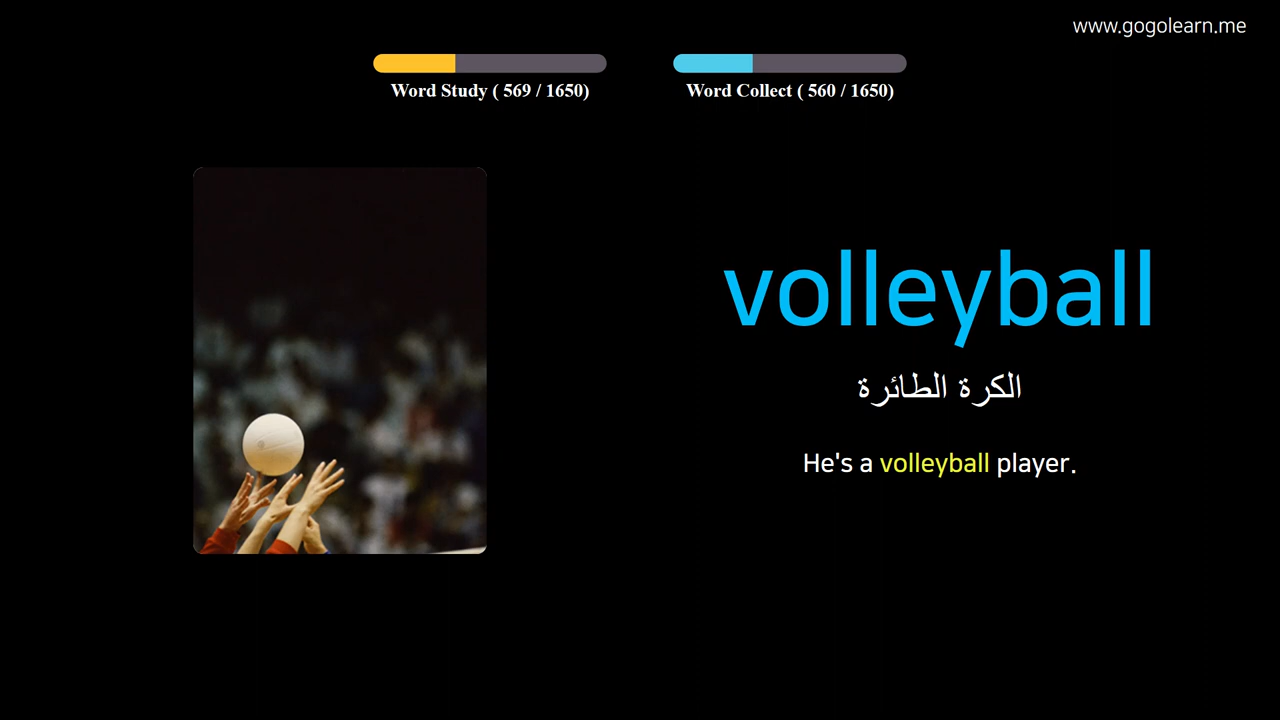 www.gogolearn.me
Word Study ( 569 / 1650)
Word Collect ( 560 / 1650)
volleyball
الكرة الطائرة
He's a volleyball player.